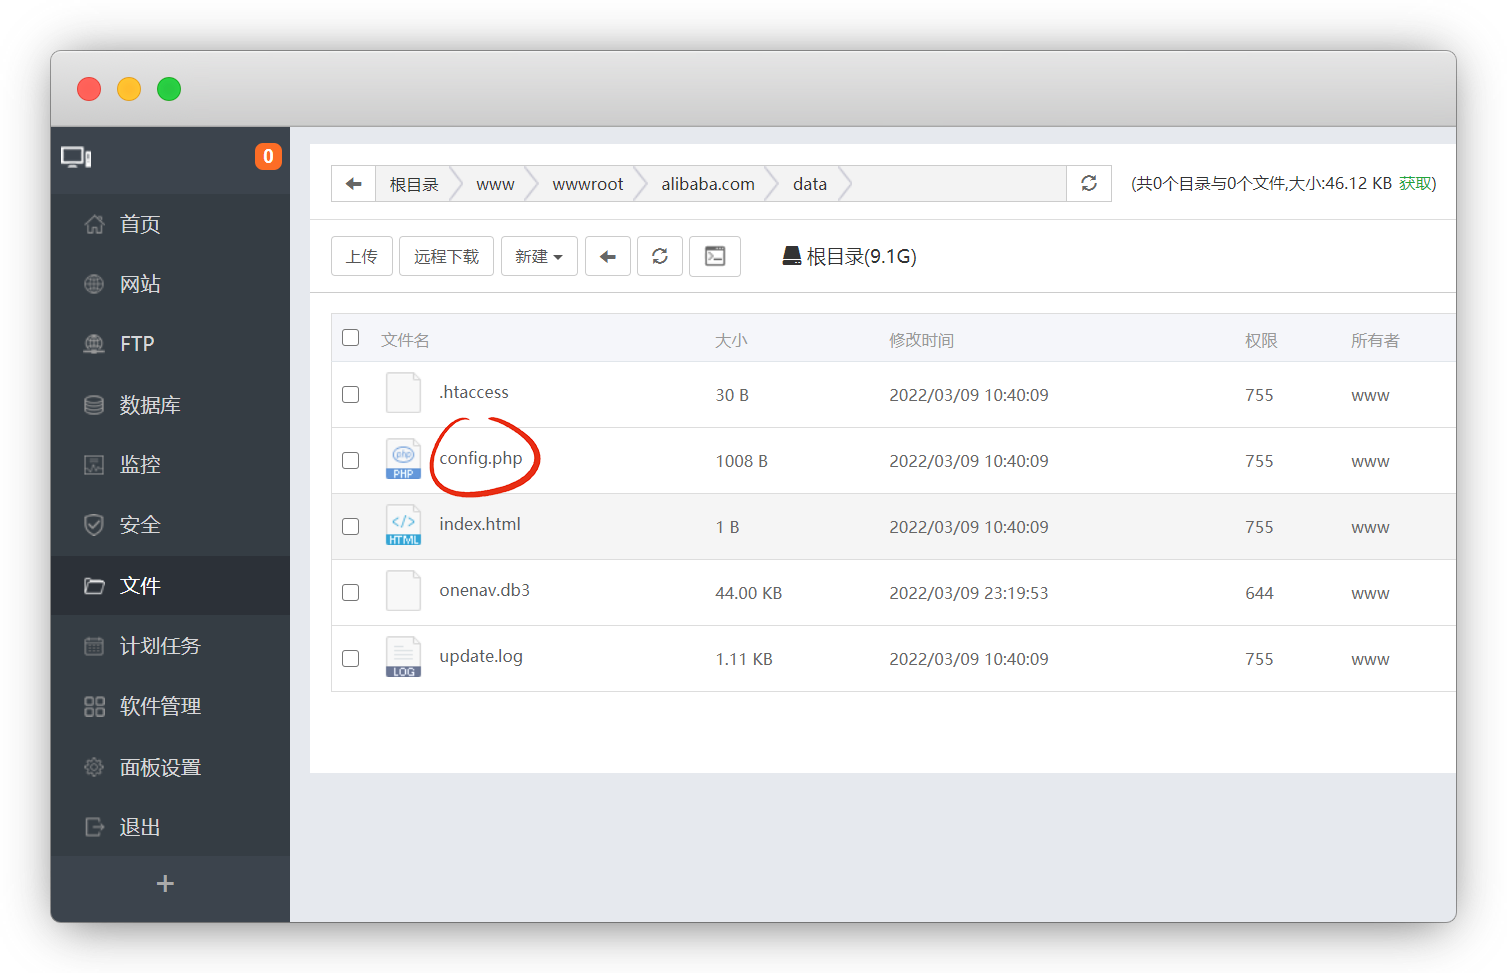 0
首页
网站
FTP
数据库
监控
安全
文件
计划任务
软件管理
面板设置
退出
根目录 www wwwroot alibaba.com data (共0个目录与0个文件,大小:46.12 KB 获取)
上传 远程下载 新建 根目录(9.1G)
文件名 大小 修改时间 权限 所有者
.htaccess 30 B 2022/03/09 10:40:09 755 www
php PHP config.php 1008 B 2022/03/09 10:40:09 755 www
</> HTML index.html 1 B 2022/03/09 10:40:09 755 www
onenav.db3 44.00 KB 2022/03/09 23:19:53 644 www
LOG update.log 1.11 KB 2022/03/09 10:40:09 755 www